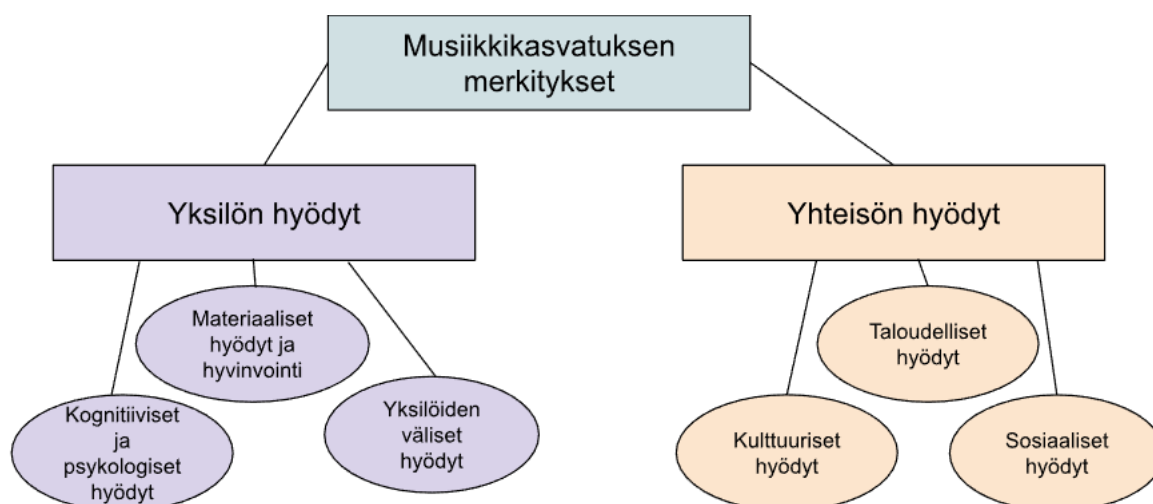 Musiikkikasvatuksen
merkitykset
Yksilön hyödyt
Yhteisön hyödyt
Materiaaliset
hyödyt ja
hyvinvointi
Kognitiiviset
ja
psykologiset
hyödyt
Yksilöiden
väliset
hyödyt
Taloudelliset
hyödyt
Kulttuuriset
hyödyt
Sosiaaliset
hyödyt